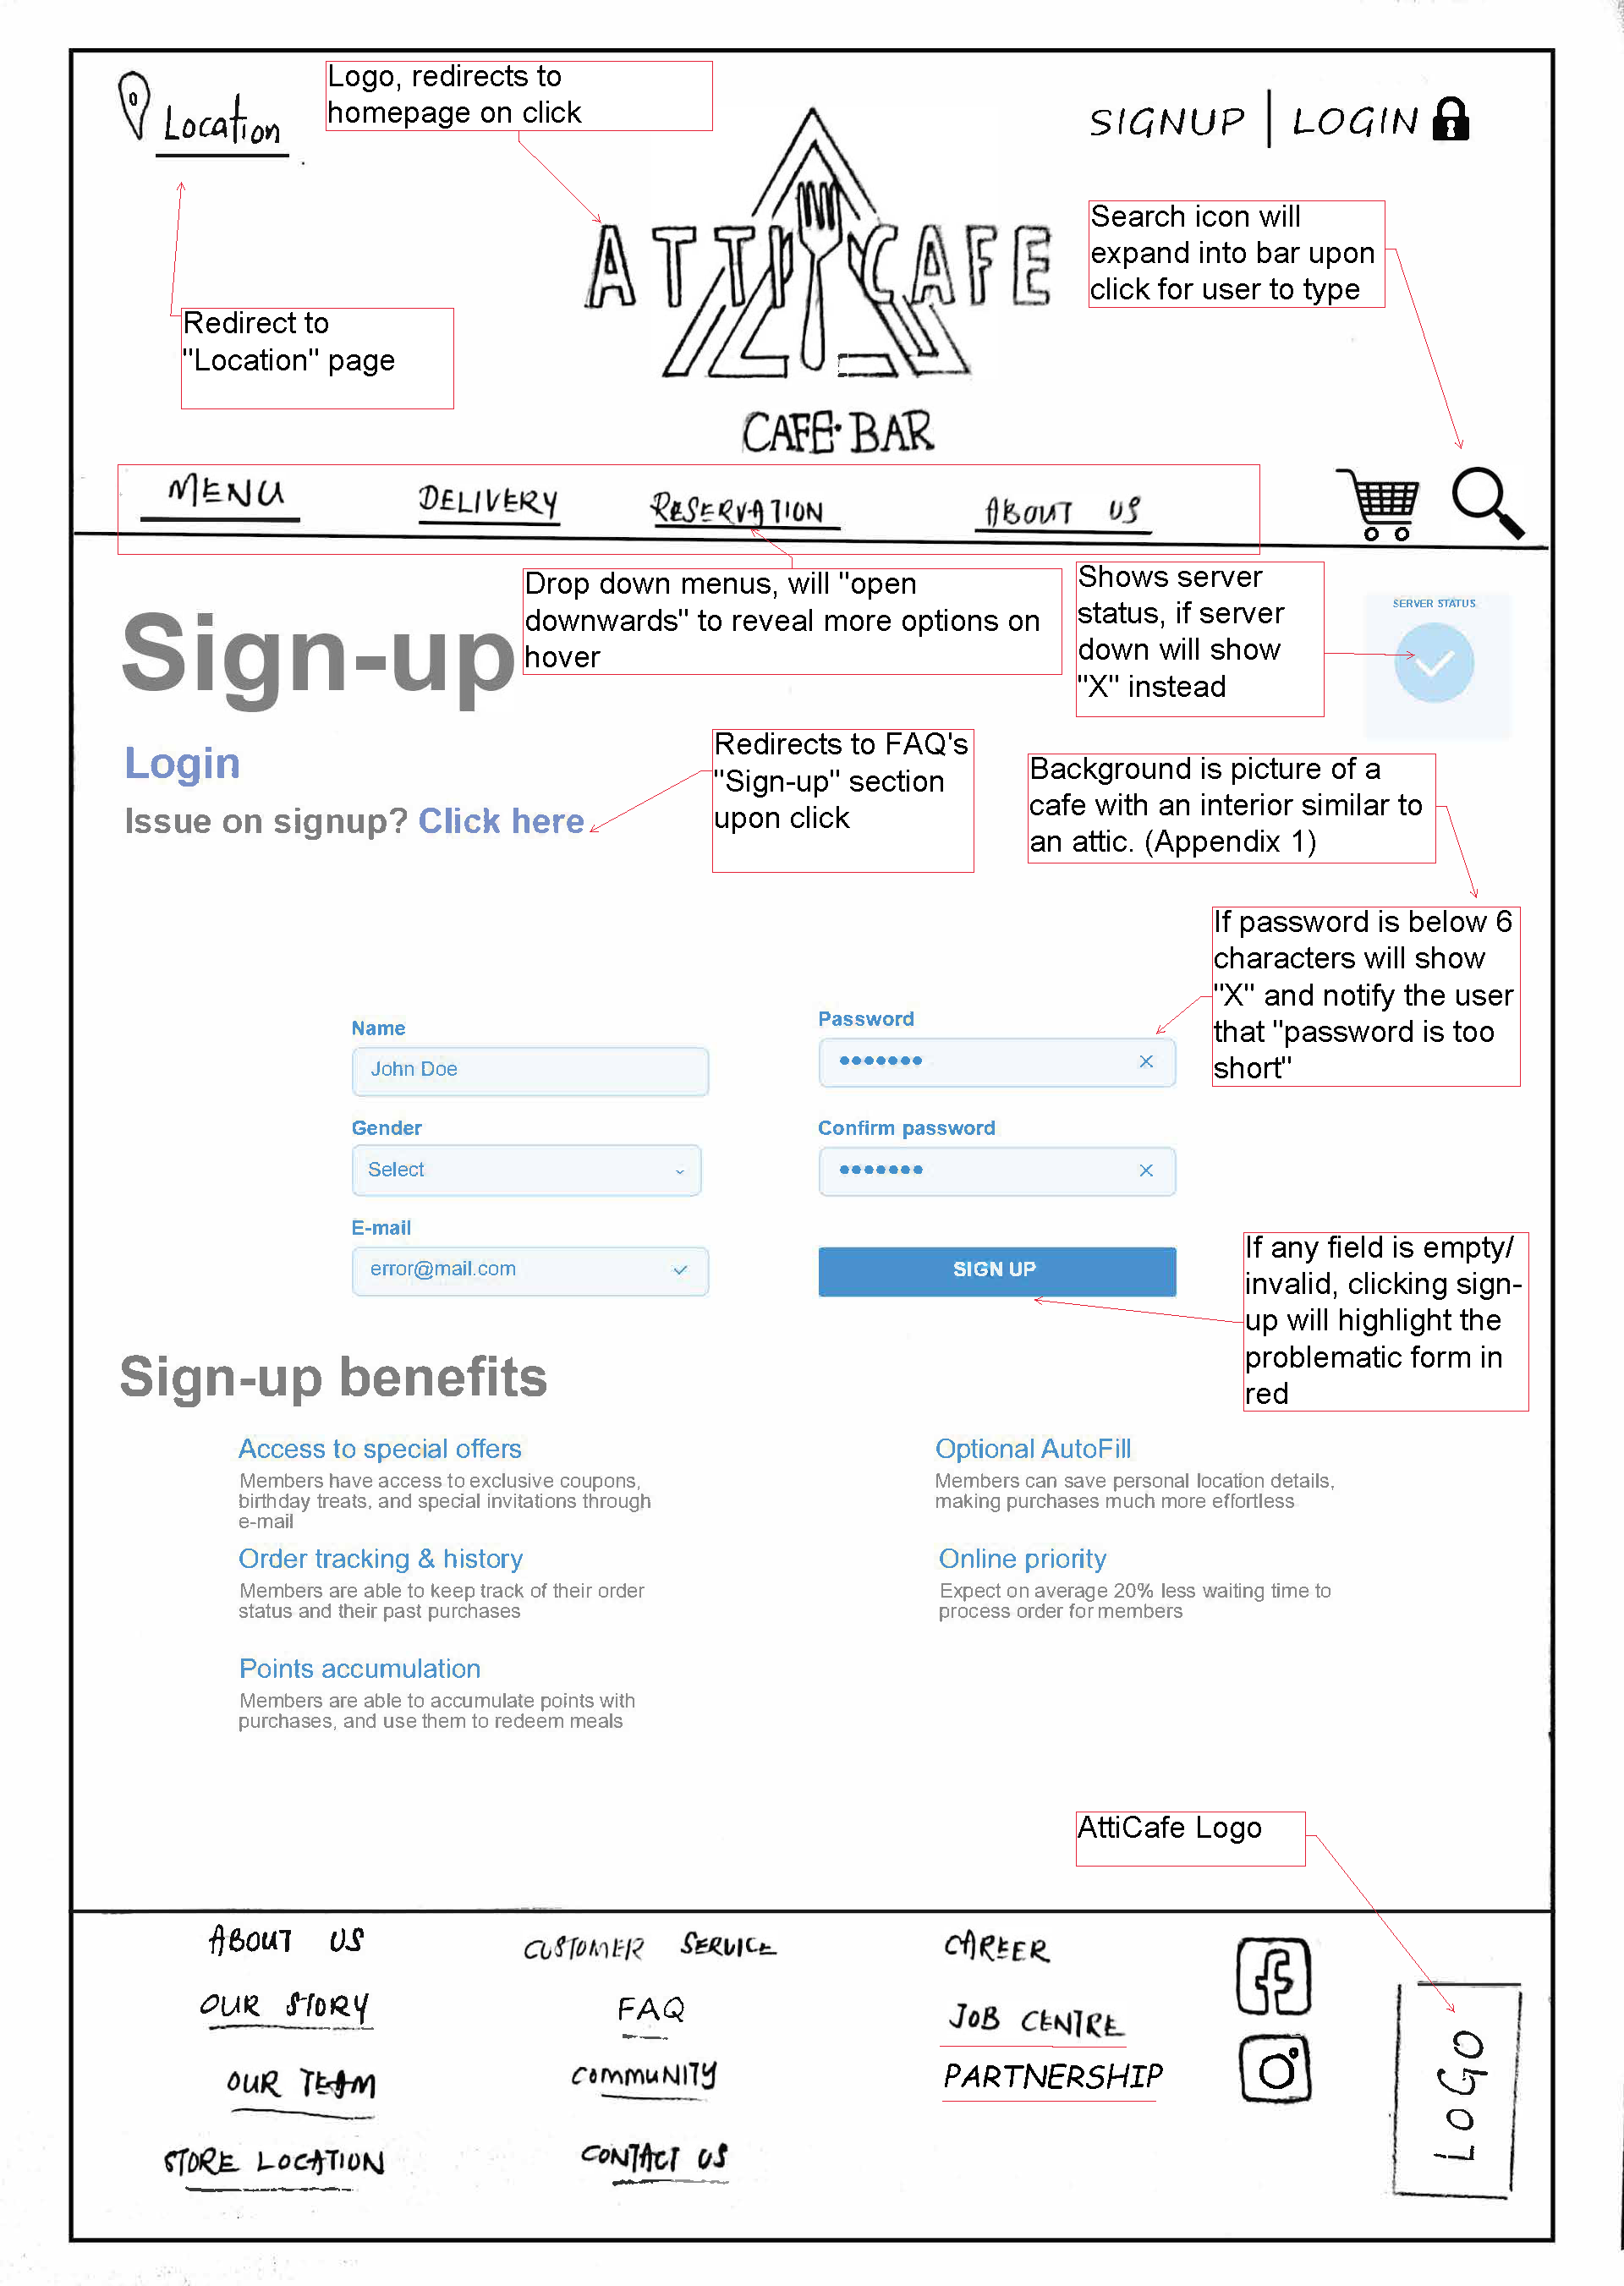 Location
Logo, redirects to
homepage on click
SIGNUP | LOGIN
ATTICAFE
CAFE·BAR
Search icon will
expand into bar upon
click for user to type
Redirect to
"Location" page
MENU
DELIVERY
RESERVATION
ABOUT US
Drop down menus, will "open
downwards" to reveal more options on
hover
Shows server
status, if server
down will show
"X" instead
SERVER STATUS
Sign-up
Login
Issue on signup? Click here
Redirects to FAQ's
"Sign-up" section
upon click
Background is picture of a
cafe with an interior similar to
an attic. (Appendix 1)
If password is below 6
characters will show
"X" and notify the user
that "password is too
short"
Name
John Doe
Gender
Select
E-mail
error@mail.com
Password
Confirm password
SIGN UP
If any field is empty/
invalid, clicking sign-
up will highlight the
problematic form in
red
Sign-up benefits
Access to special offers
Members have access to exclusive coupons,
birthday treats, and special invitations through
e-mail
Order tracking & history
Members are able to keep track of their order
status and their past purchases
Points accumulation
Members are able to accumulate points with
purchases, and use them to redeem meals
Optional AutoFill
Members can save personal location details,
making purchases much more effortless
Online priority
Expect on average 20% less waiting time to
process order for members
AttiCafe Logo
ABOUT US
OUR STORY
OUR TEAM
STORE LOCATION
CUSTOMER SERVICE
FAQ
COMMUNITY
CONTACT US
CAREER
JOB CENTRE
PARTNERSHIP
LOGO